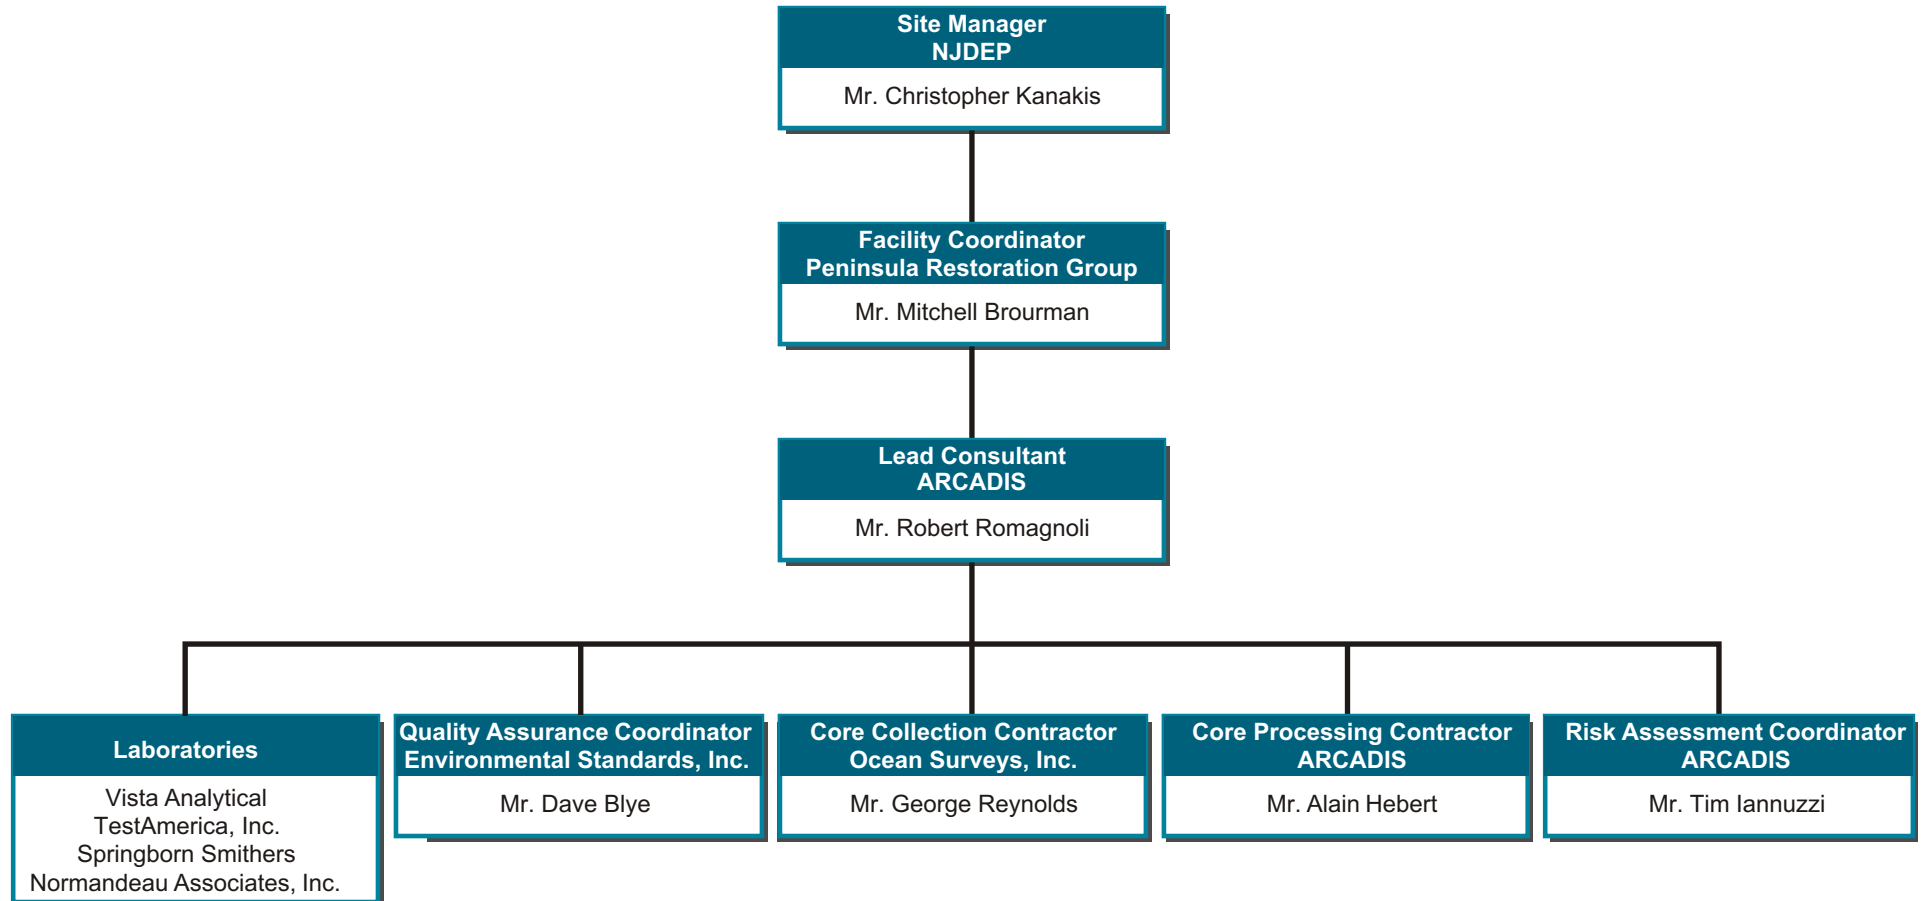 Site Manager
NJDEP
Mr. Christopher Kanakis
Facility Coordinator
Peninsula Restoration Group
Mr. Mitchell Brourman
Lead Consultant
ARCADIS
Mr. Robert Romagnoli
Laboratories
Vista Analytical
TestAmerica, Inc.
Springborn Smithers
Normandeau Associates, Inc.
Quality Assurance Coordinator
Environmental Standards, Inc.
Mr. Dave Blye
Core Collection Contractor
Ocean Surveys, Inc.
Mr. George Reynolds
Core Processing Contractor
ARCADIS
Mr. Alain Hebert
Risk Assessment Coordinator
ARCADIS
Mr. Tim Iannuzzi